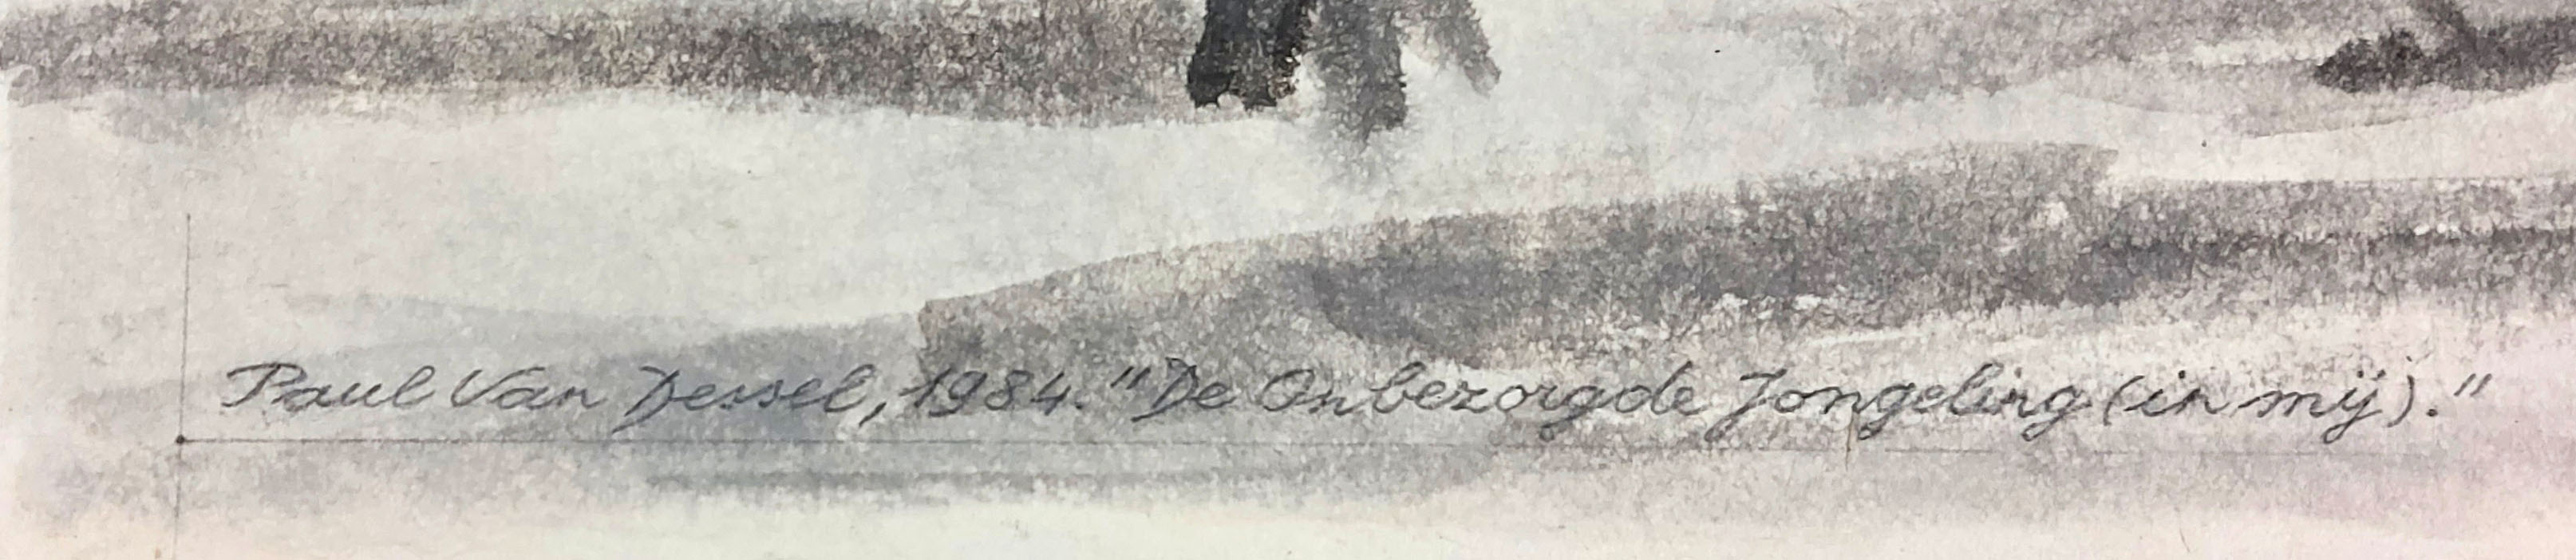 Paul Van Dessel, 1984. "De Onbezorgde Jongeling (in mij)."